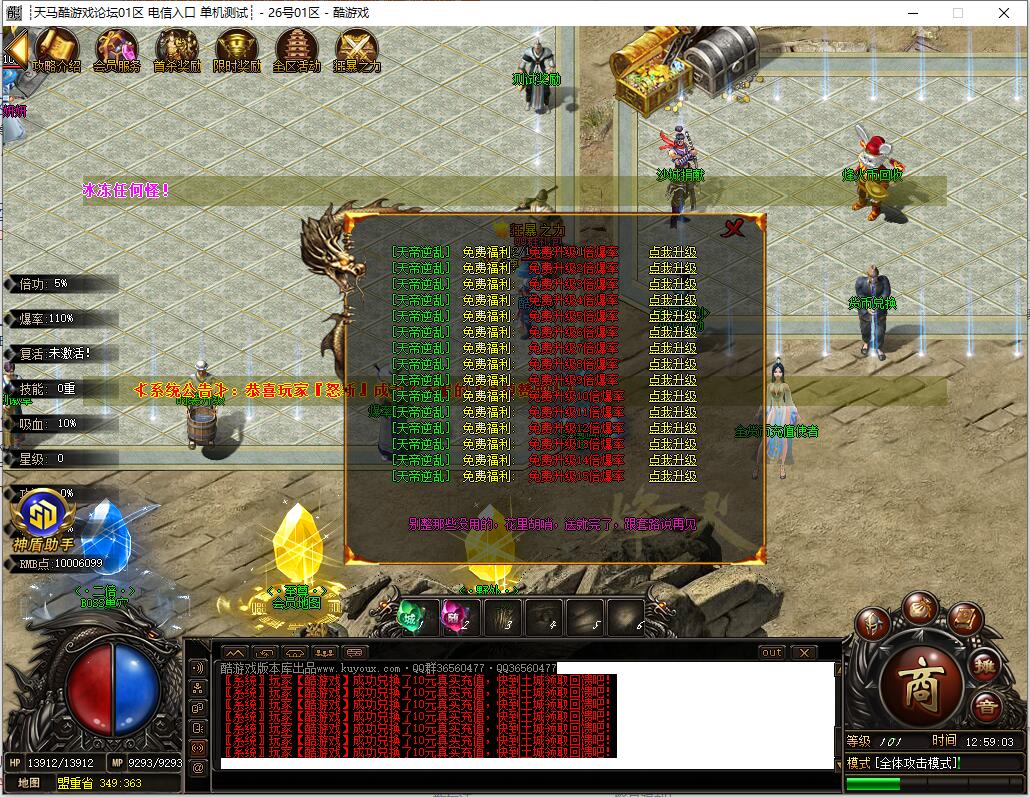 天马酷游戏论坛01区 电信入口 单机测试 - 26号01区 - 酷游戏
攻略介绍 会员服务 首杀奖励 限时奖励 全区活动 狂暴之力
测试奖励
沙城捐献
烽火币回收
冰冻任何怪!
狂暴之力
[天帝逆乱] 免费福利: 免费升级1倍爆率 点我升级
[天帝逆乱] 免费福利: 免费升级2倍爆率 点我升级
[天帝逆乱] 免费福利: 免费升级3倍爆率 点我升级
[天帝逆乱] 免费福利: 免费升级4倍爆率 点我升级
[天帝逆乱] 免费福利: 免费升级5倍爆率 点我升级
[天帝逆乱] 免费福利: 免费升级6倍爆率 点我升级
[天帝逆乱] 免费福利: 免费升级7倍爆率 点我升级
[天帝逆乱] 免费福利: 免费升级8倍爆率 点我升级
[天帝逆乱] 免费福利: 免费升级9倍爆率 点我升级
[天帝逆乱] 免费福利: 免费升级10倍爆率 点我升级
[天帝逆乱] 免费福利: 免费升级11倍爆率 点我升级
[天帝逆乱] 免费福利: 免费升级12倍爆率 点我升级
[天帝逆乱] 免费福利: 免费升级13倍爆率 点我升级
[天帝逆乱] 免费福利: 免费升级14倍爆率 点我升级
[天帝逆乱] 免费福利: 免费升级15倍爆率 点我升级
别整那些没用的，花里胡哨，送就完了，跟套路说再见
货币兑换
全货币充值使者
倍功: 5%
爆率:110%
复活:未激活!
技能: 0重
吸血: 10%
星级: 0
0%
神盾助手
RMB点:10006099
<系统公告>：恭喜玩家『怒斩』成
<·二倍·>
BOSS巢穴
<·至尊·>
会员地图
<·野外·>
城1 随2 3 4 5 6
out
酷游戏版本库出品www.kuyoux.com·QQ群36560477·QQ36560477
【系统】玩家【酷游戏】成功兑换了10元真实充值，快到土城领取回馈吧!
【系统】玩家【酷游戏】成功兑换了10元真实充值，快到土城领取回馈吧!
【系统】玩家【酷游戏】成功兑换了10元真实充值，快到土城领取回馈吧!
【系统】玩家【酷游戏】成功兑换了10元真实充值，快到土城领取回馈吧!
【系统】玩家【酷游戏】成功兑换了10元真实充值，快到土城领取回馈吧!
【系统】玩家【酷游戏】成功兑换了10元真实充值，快到土城领取回馈吧!
【系统】玩家【酷游戏】成功兑换了10元真实充值，快到土城领取回馈吧!
HP 13912/13912 MP 9293/9293
地图 盟重省 349:363
商
摊
音
等级 101 时间 12:59:03
模式[全体攻击模式]